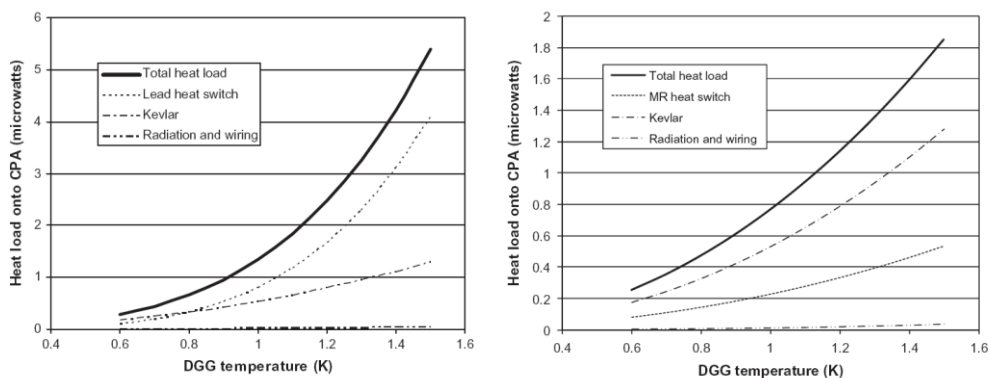 Heat load onto CPA (microwatts)
6
5
4
3
2
1
0
Total heat load
Lead heat switch
Kevlar
Radiation and wiring
0.4 0.6 0.8 1 1.2 1.4 1.6
DGG temperature (K)
Heat load onto CPA (microwatts)
2
1.8
1.6
1.4
1.2
1
0.8
0.6
0.4
0.2
0
Total heat load
MR heat switch
Kevlar
Radiation and wiring
0.4 0.6 0.8 1 1.2 1.4 1.6
DGG temperature (K)